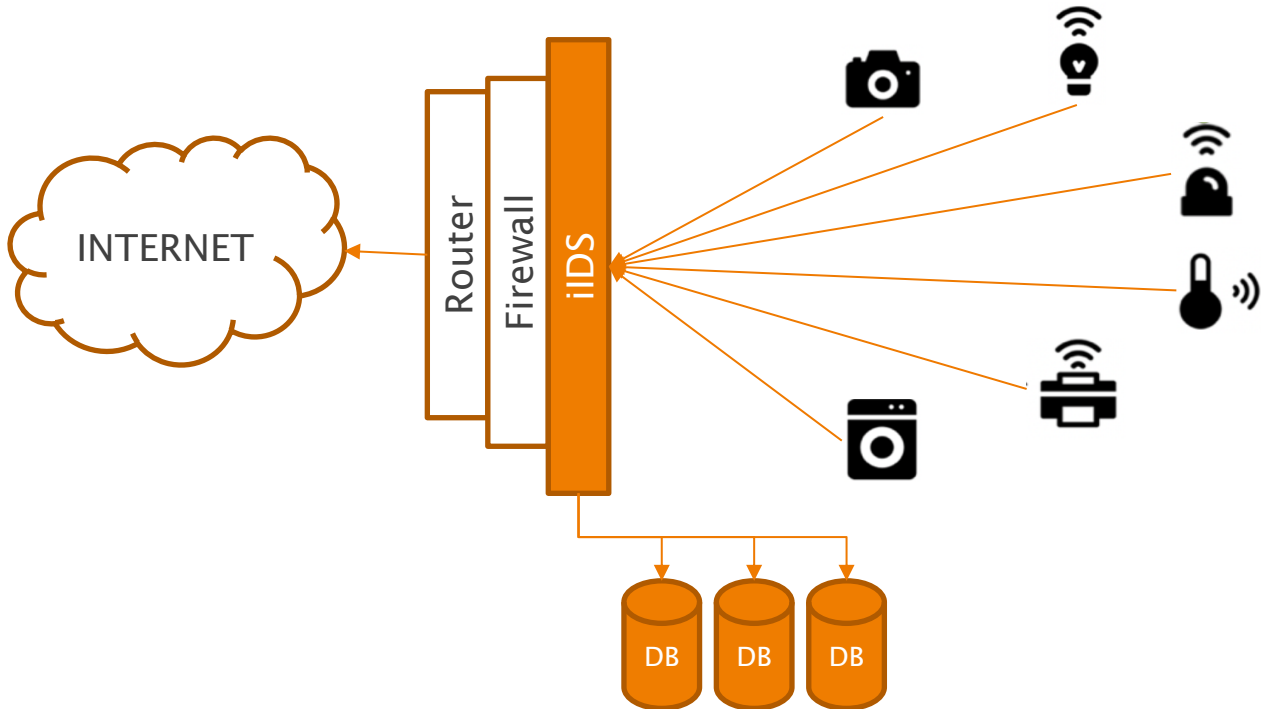 INTERNET
Router
Firewall
iIDS
DB
DB
DB